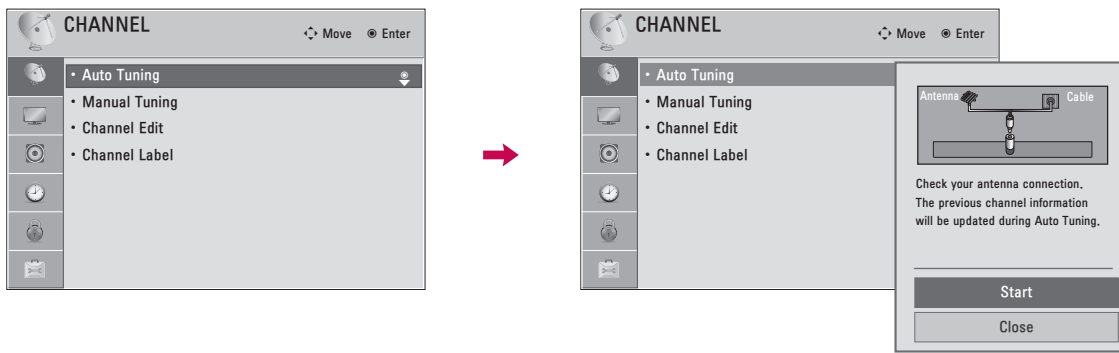 CHANNEL
Move Enter
• Auto Tuning
• Manual Tuning
• Channel Edit
• Channel Label
CHANNEL
Move Enter
• Auto Tuning
• Manual Tuning
• Channel Edit
• Channel Label
Antenna Cable
Check your antenna connection.
The previous channel information
will be updated during Auto Tuning.
Start
Close